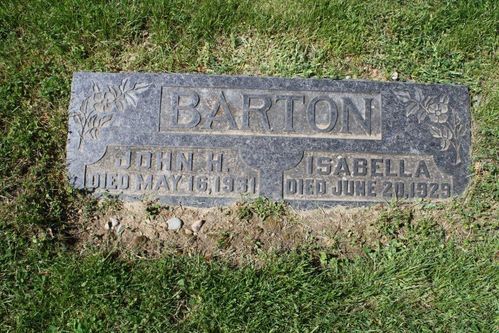 BARTON
JOHN H.
DIED MAY 16, 1931
ISABELLA
DIED JUNE 20, 1929